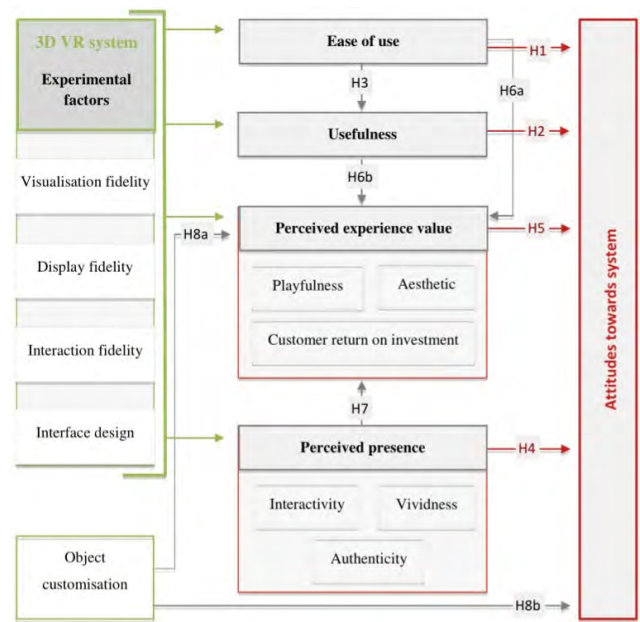 3D VR system
Experimental
factors
Visualisation fidelity
Display fidelity
Interaction fidelity
Interface design
Object
customisation
Ease of use
H1
H3
H6a
Usefulness
H2
H6b
H8a
Perceived experience value
H5
Playfulness
Aesthetic
Customer return on investment
H7
Perceived presence
H4
Interactivity
Vividness
Authenticity
H8b
Attitudes towards system